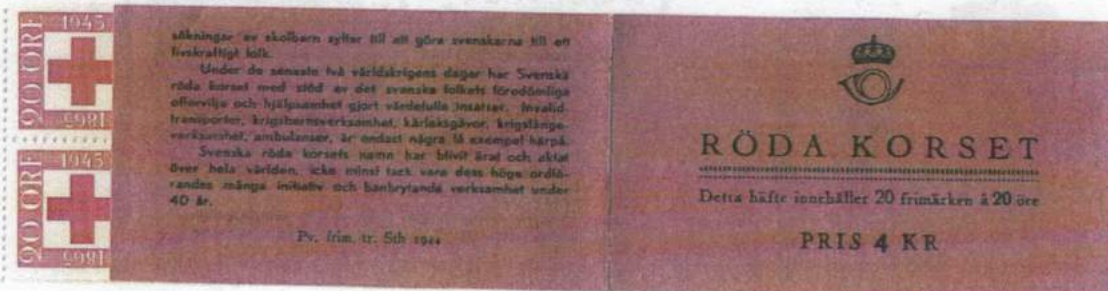 1945
20 ÖRE
1865
1945
20 ÖRE
1865
sökningar av skolbarn syftar till att göra svenskarna till ett
livskraftigt folk.
Under de senaste två världskrigens dagar har Svenska
röda korset med stöd av det svenska folkets föredömliga
offervilja och hjälpsamhet gjort värdefulla insatser. Invalid-
transporter, krigsbarnsverksamhet, kärleksgåvor, krigsfånge-
verksamhet, ambulanser, är endast några få exempel härpå.
Svenska röda korsets namn har blivit ärat och aktat
över hela världen, icke minst tack vare dess höge ordfö-
randes många initiativ och banbrytande verksamhet under
40 år.
Pv. frim. tr. Sth 1944
RÖDA KORSET
Detta häfte innehåller 20 frimärken à 20 öre
PRIS 4 KR